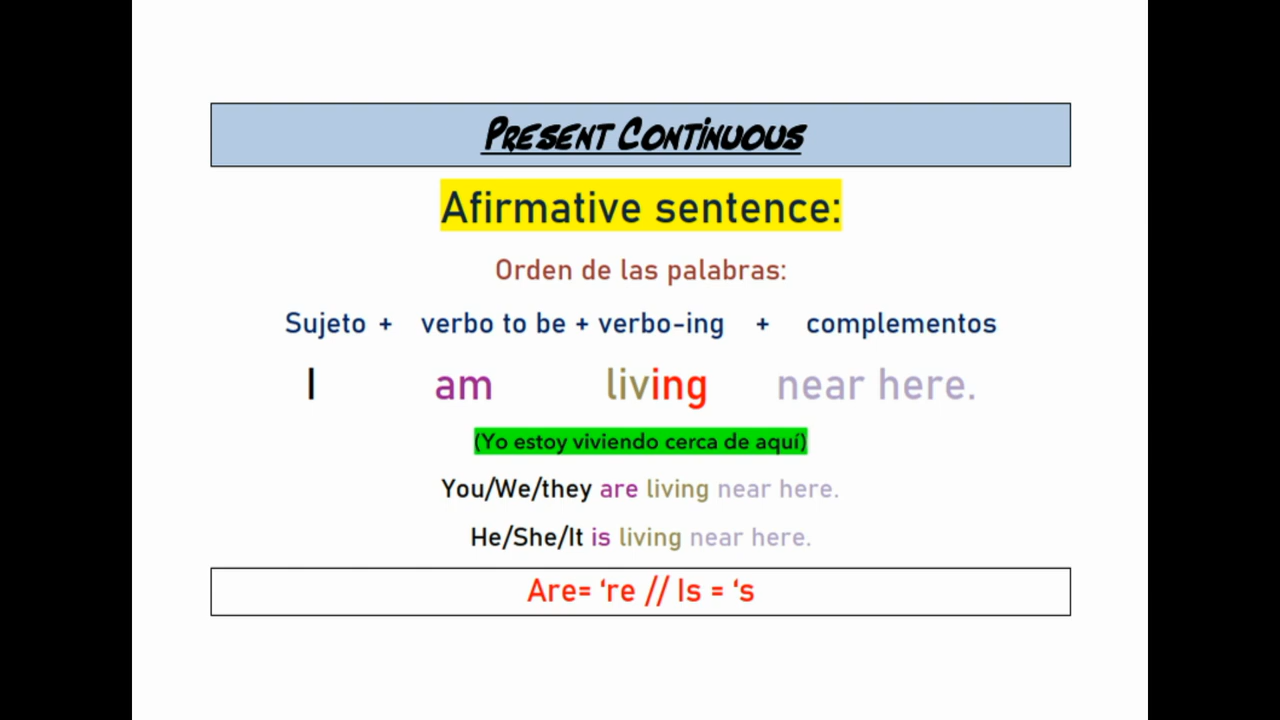 Present Continuous
Afirmative sentence:
Orden de las palabras:
Sujeto + verbo to be + verbo-ing + complementos
I am living near here.
(Yo estoy viviendo cerca de aquí)
You/We/they are living near here.
He/She/It is living near here.
Are= ‘re // Is = ‘s